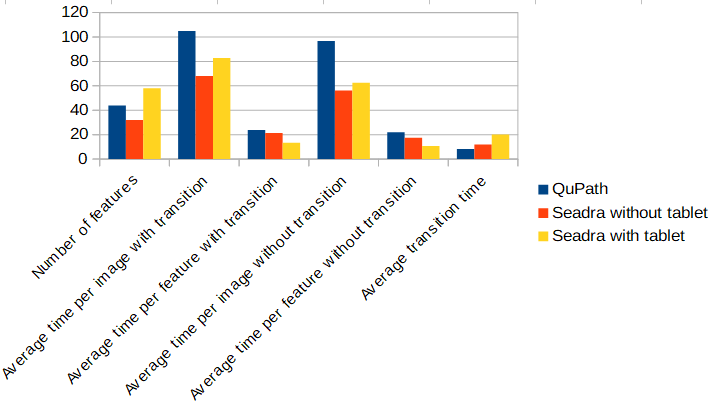 120
100
80
60
40
20
0
Number of features
Average time per image with transition
Average time per feature with transition
Average time per image without transition
Average time per feature without transition
Average transition time
QuPath
Seadra without tablet
Seadra with tablet